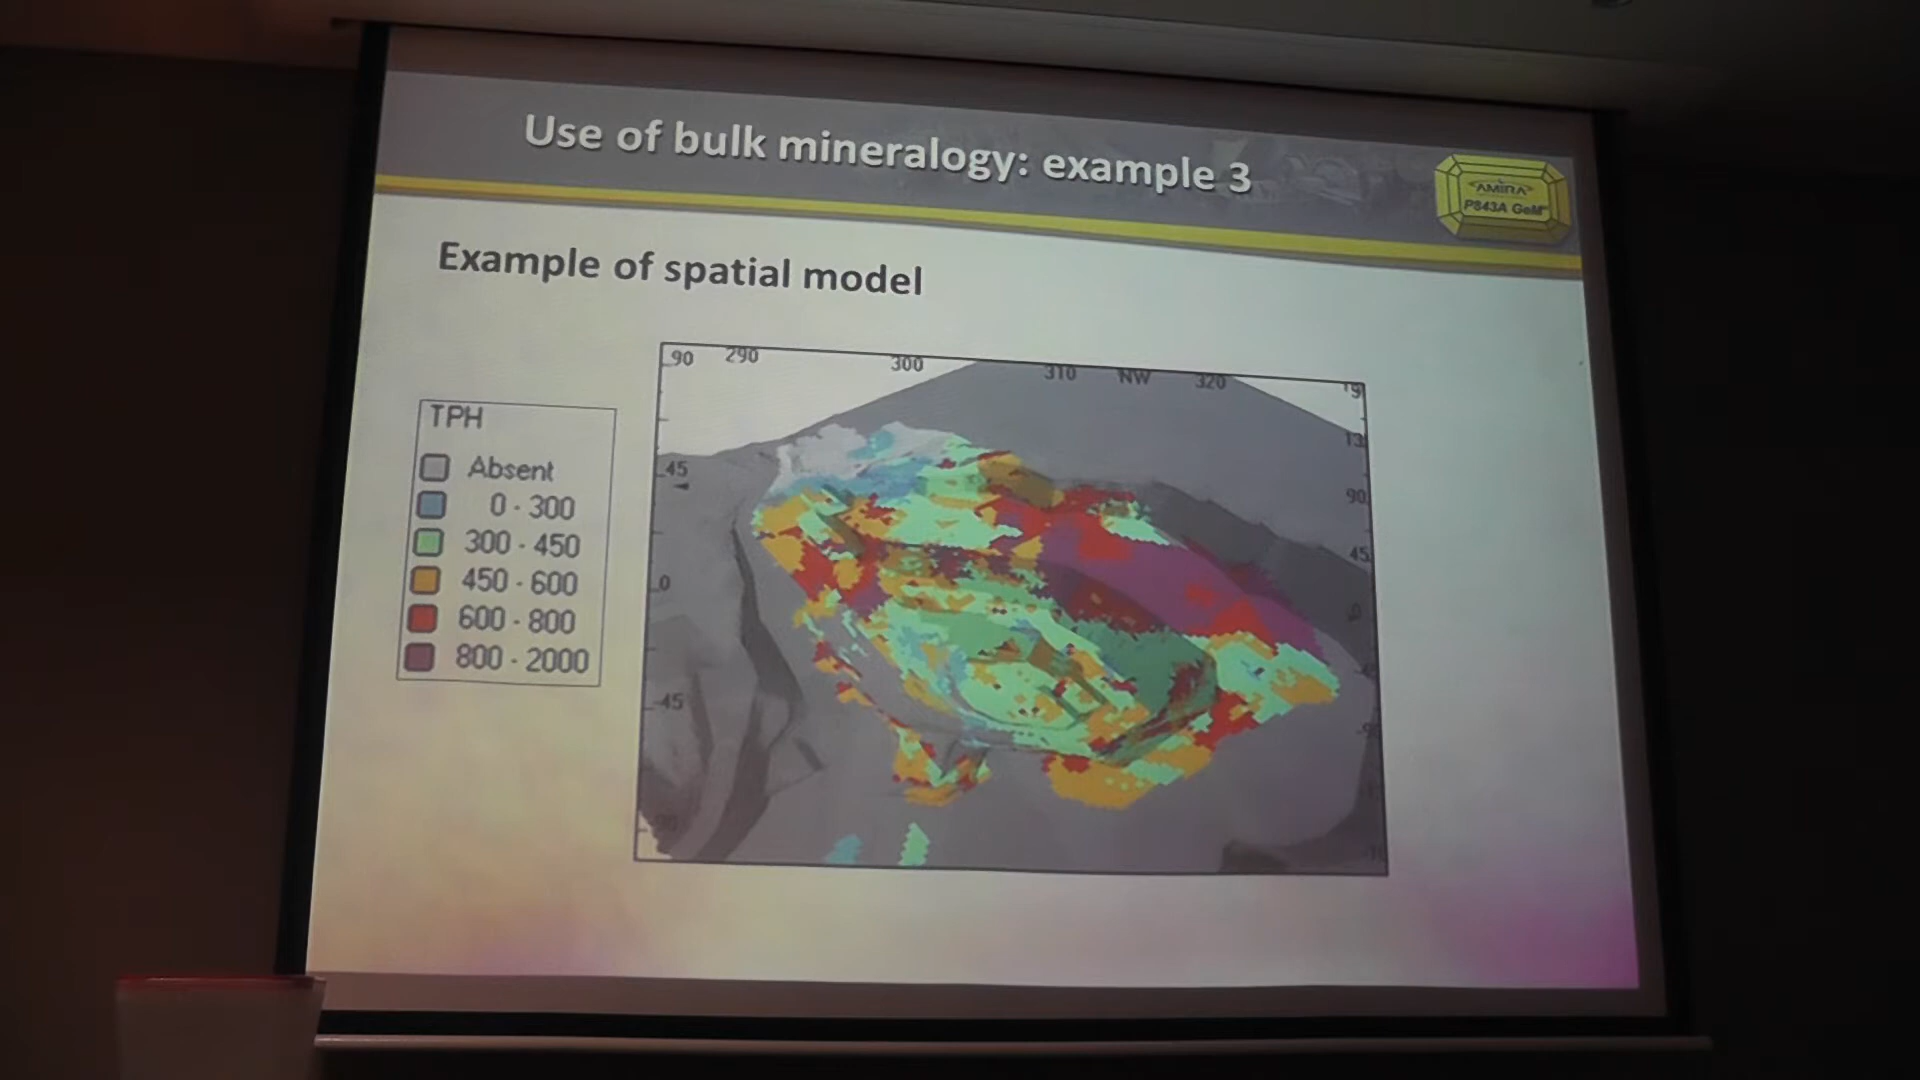 Use of bulk mineralogy: example 3
AMIRA
P843A GeM
Example of spatial model
90 290 300 310 NW 320
TPH
Absent
0 - 300
300 - 450
450 - 600
600 - 800
800 - 2000
45
0
-45
90
45